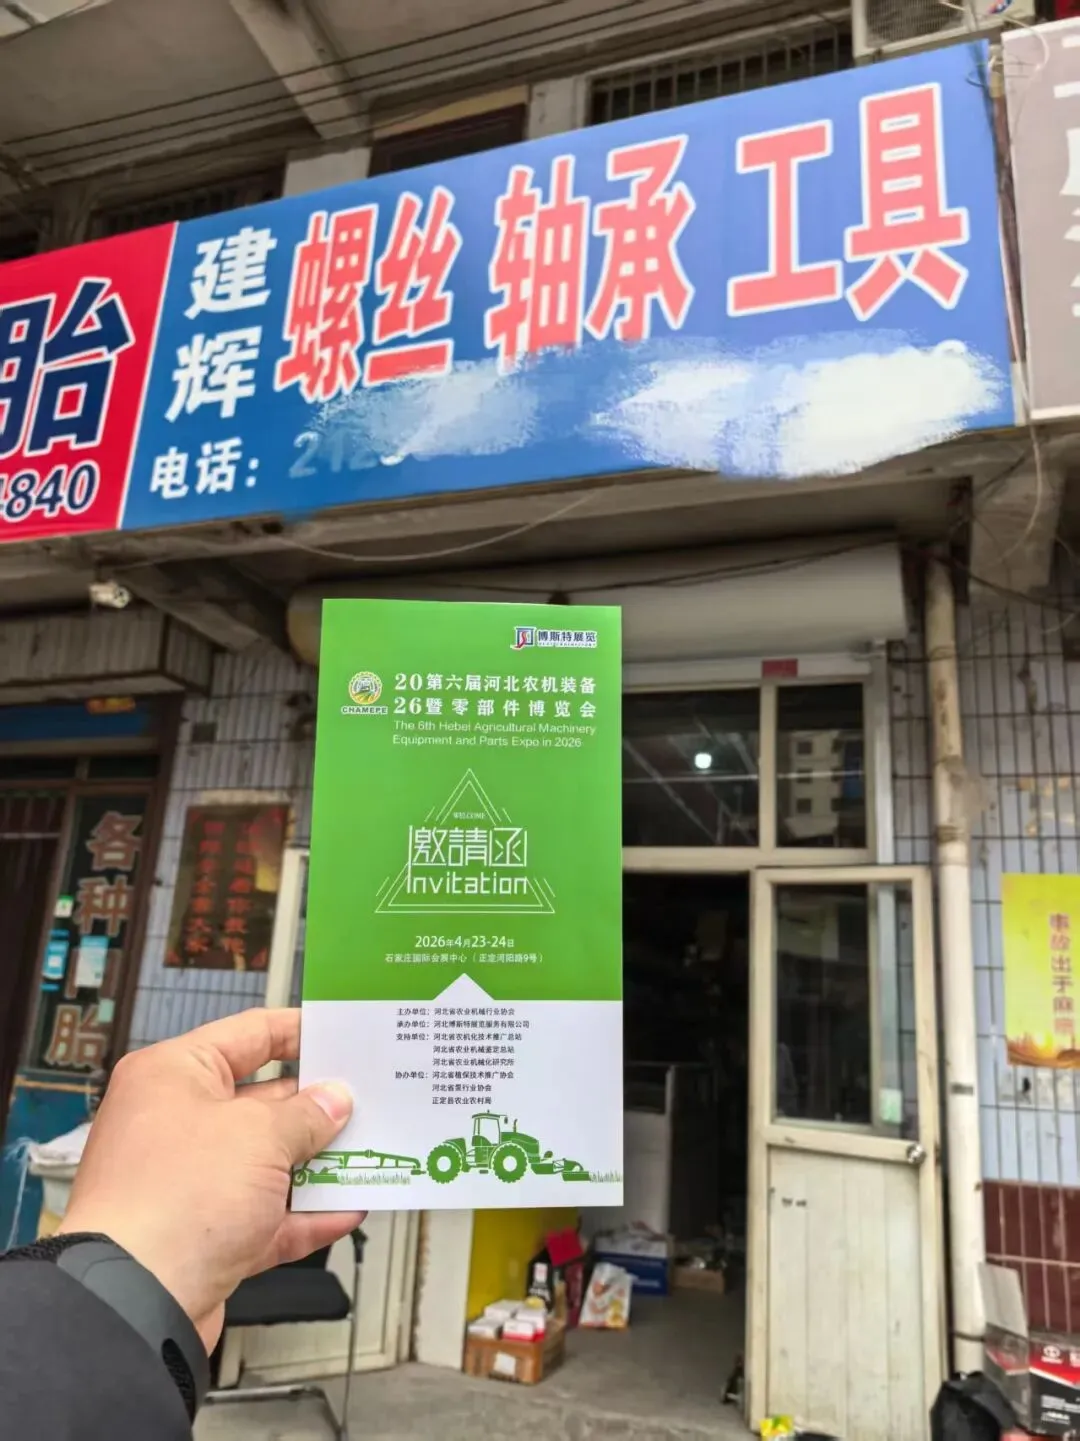 胎
4840
建辉
螺丝 轴承 工具
电话：
博斯特展览
CHAMEPE
2026第六届河北农机装备
暨零部件博览会
The 6th Hebei Agricultural Machinery
Equipment and Parts Expo in 2026
WELCOME
邀請函
Invitation
2026年4月23-24日
石家庄国际会展中心（正定河阳路9号）
主办单位：河北省农业机械行业协会
承办单位：河北博斯特展览服务有限公司
支持单位：河北省农机化技术推广总站
河北省农业机械鉴定总站
河北省农业机械化研究所
协办单位：河北省植保技术推广协会
河北省泵行业协会
正定县农业农村局
各种
胎
事故出于麻